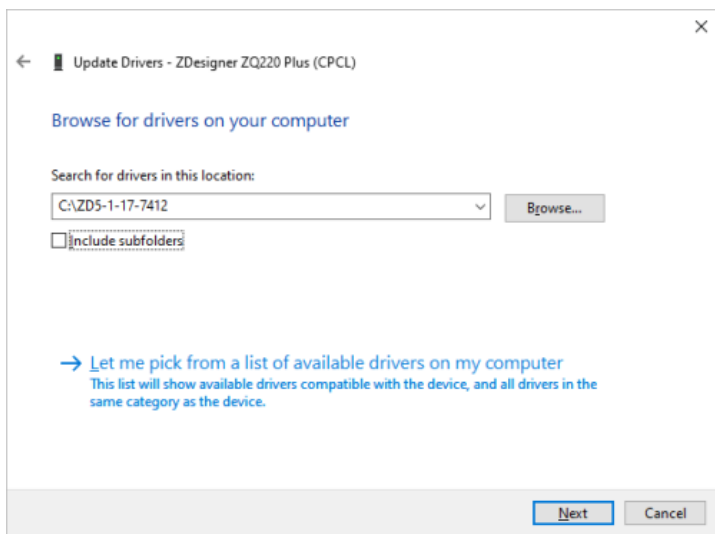 Update Drivers - ZDesigner ZQ220 Plus (CPCL)
Browse for drivers on your computer
Search for drivers in this location:
C:\ZD5-1-17-7412
Browse...
Include subfolders
Let me pick from a list of available drivers on my computer
This list will show available drivers compatible with the device, and all drivers in the
same category as the device.
Next
Cancel